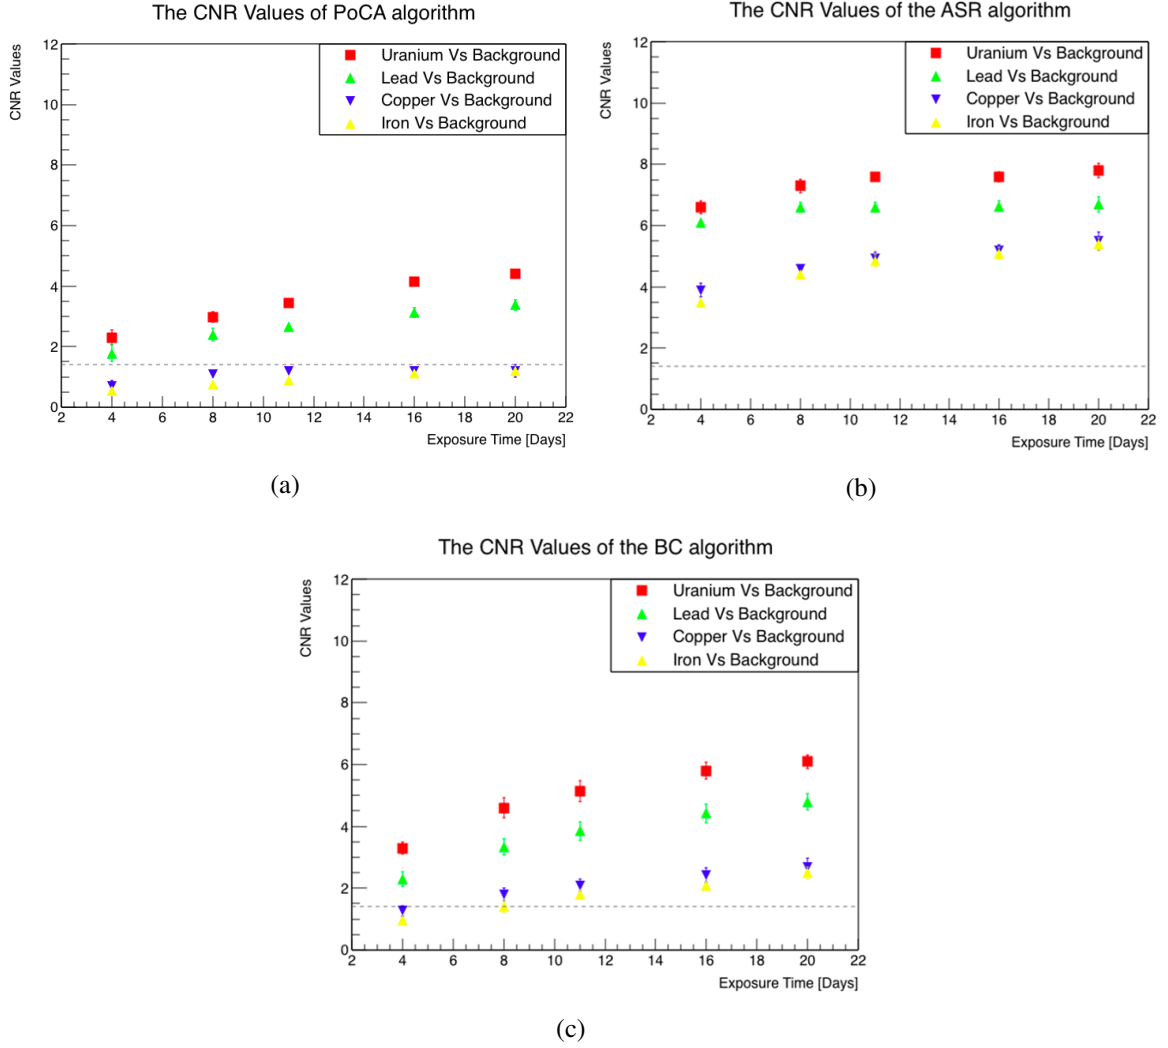 The CNR Values of PoCA algorithm
CNR Values
12
10
8
6
4
2
0
Uranium Vs Background
Lead Vs Background
Copper Vs Background
Iron Vs Background
2 4 6 8 10 12 14 16 18 20 22
Exposure Time [Days]
(a)
The CNR Values of the ASR algorithm
CNR Values
12
10
8
6
4
2
0
Uranium Vs Background
Lead Vs Background
Copper Vs Background
Iron Vs Background
2 4 6 8 10 12 14 16 18 20 22
Exposure Time [Days]
(b)
The CNR Values of the BC algorithm
CNR Values
12
10
8
6
4
2
0
Uranium Vs Background
Lead Vs Background
Copper Vs Background
Iron Vs Background
2 4 6 8 10 12 14 16 18 20 22
Exposure Time [Days]
(c)